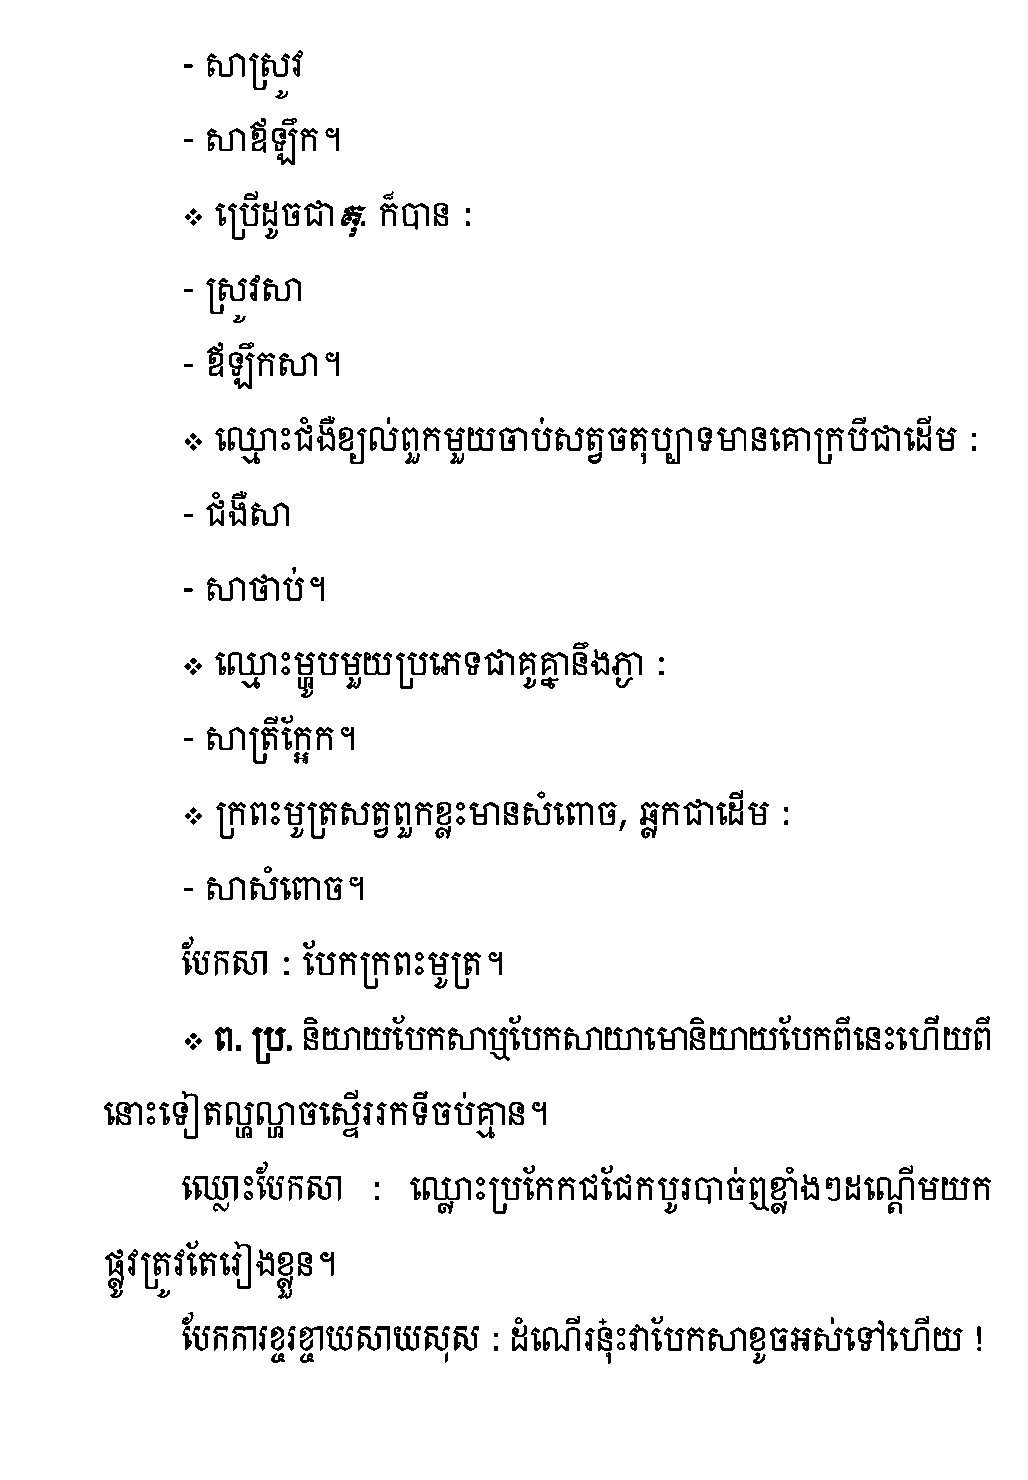 - សាស្រូវ
- សាឪឡឹក។
❖ ប្រើដូចជា គុ. ក៏បាន :
- ស្រូវសា
- ឪឡឹកសា។
❖ ឈ្មោះជំងឺខ្យល់ពួកមួយចាប់សត្វចតុប្បាទមានគោក្របីជាដើម :
- ជំងឺសា
- សាថាប់។
❖ ឈ្មោះម្ហូបមួយប្រភេទជាគូគ្នានឹងភ្ជា :
- សាត្រីក្អែក។
❖ ក្រពះមូត្រសត្វពួកខ្លះមានសំពោច, ឆ្លូកជាដើម :
- សាសំពោច។
បែកសា : បែកក្រពះមូត្រ។
❖ ព. ប្រ. និយាយបែកសាឬបែកសាយាមោនិយាយបែកពីនេះហើយពី
នោះទៀតល្ហល្ហាចស្ទើររកទីចប់គ្មាន។
ឈ្លោះបែកសា : ឈ្លោះប្រកែកជជែកបូរបាច់ឮខ្លាំងៗដណ្ដើមយក
ផ្លូវត្រូវតែរៀងខ្លួន។
បែកការខ្ចរខ្ចាយសាយសុស : ដំណើរនុ៎ះវាបែកសាខូចអស់ទៅហើយ !